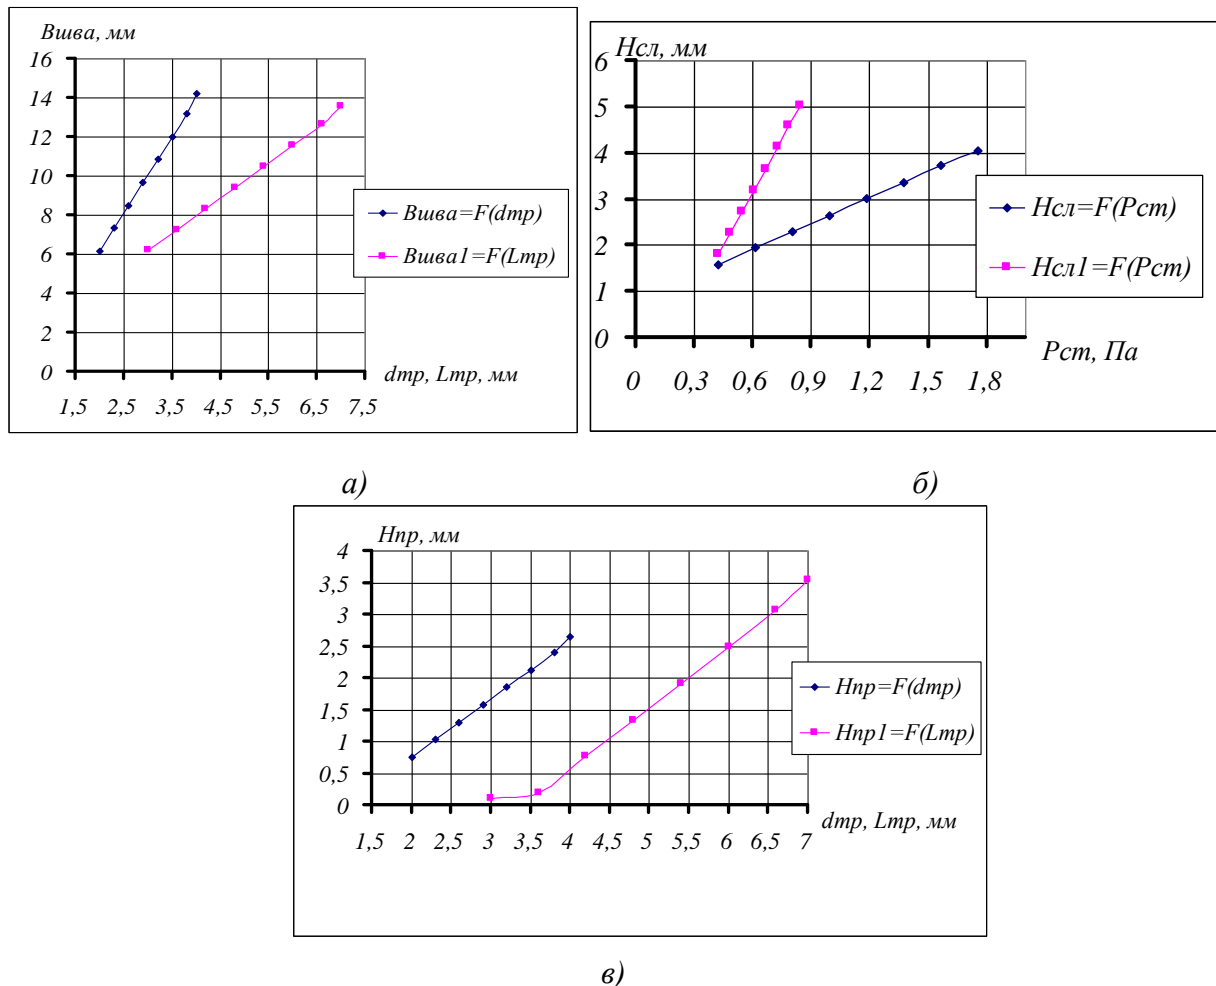 Вшва, мм
16
14
12
10
8
6
4
2
0
1,5 2,5 3,5 4,5 5,5 6,5 7,5
dтр, Lтр, мм
Вшва=F(dтр)
Вшва1=F(Lтр)
а)
Нсл, мм
6
5
4
3
2
1
0
0 0,3 0,6 0,9 1,2 1,5 1,8
Рст, Па
Нсл=F(Рст)
Нсл1=F(Рст)
б)
Нпр, мм
4
3,5
3
2,5
2
1,5
1
0,5
0
1,5 2 2,5 3 3,5 4 4,5 5 5,5 6 6,5 7
dтр, Lтр, мм
Нпр=F(dтр)
Нпр1=F(Lтр)
в)